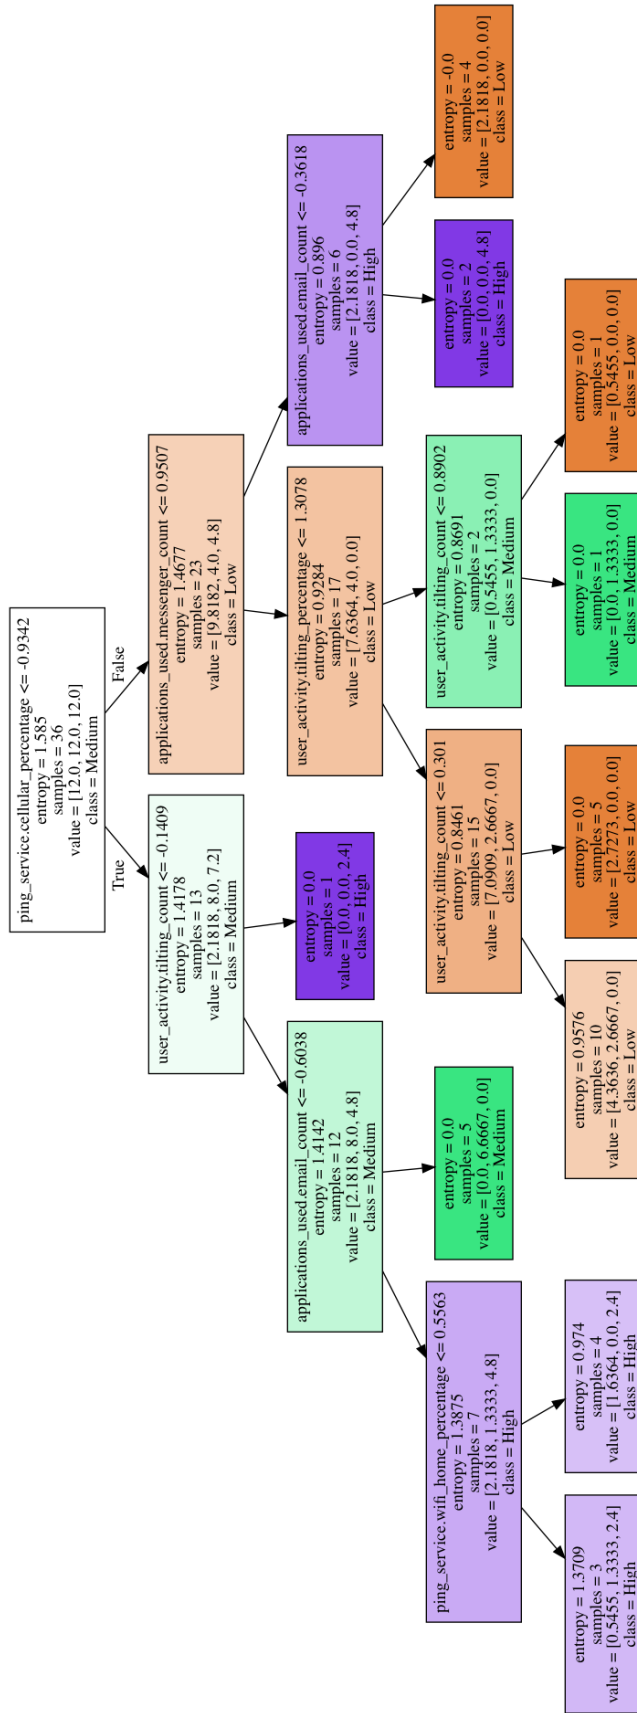 ping_service.cellular_percentage <= -0.9342
entropy = 1.585
samples = 36
value = [12.0, 12.0, 12.0]
class = Medium
True
False
user_activity.tilting_count <= -0.1409
entropy = 1.4178
samples = 13
value = [2.1818, 8.0, 7.2]
class = Medium
applications_used.messenger_count <= 0.9507
entropy = 1.4677
samples = 23
value = [9.8182, 4.0, 4.8]
class = Low
applications_used.email_count <= -0.6038
entropy = 1.4142
samples = 12
value = [2.1818, 8.0, 4.8]
class = Medium
entropy = 0.0
samples = 1
value = [0.0, 0.0, 2.4]
class = High
user_activity.tilting_percentage <= 1.3078
entropy = 0.9284
samples = 17
value = [7.6364, 4.0, 0.0]
class = Low
applications_used.email_count <= -0.3618
entropy = 0.896
samples = 6
value = [2.1818, 0.0, 4.8]
class = High
ping_service.wifi_home_percentage <= 0.5563
entropy = 1.3875
samples = 7
value = [2.1818, 1.3333, 4.8]
class = High
entropy = 0.0
samples = 5
value = [0.0, 6.6667, 0.0]
class = Medium
user_activity.tilting_count <= 0.301
entropy = 0.8461
samples = 15
value = [7.0909, 2.6667, 0.0]
class = Low
user_activity.tilting_count <= 0.8902
entropy = 0.8691
samples = 2
value = [0.5455, 1.3333, 0.0]
class = Medium
entropy = 0.0
samples = 2
value = [0.0, 0.0, 4.8]
class = High
entropy = -0.0
samples = 4
value = [2.1818, 0.0, 0.0]
class = Low
entropy = 1.3709
samples = 3
value = [0.5455, 1.3333, 2.4]
class = High
entropy = 0.974
samples = 4
value = [1.6364, 0.0, 2.4]
class = High
entropy = 0.9576
samples = 10
value = [4.3636, 2.6667, 0.0]
class = Low
entropy = 0.0
samples = 5
value = [2.7273, 0.0, 0.0]
class = Low
entropy = 0.0
samples = 1
value = [0.0, 1.3333, 0.0]
class = Medium
entropy = 0.0
samples = 1
value = [0.5455, 0.0, 0.0]
class = Low